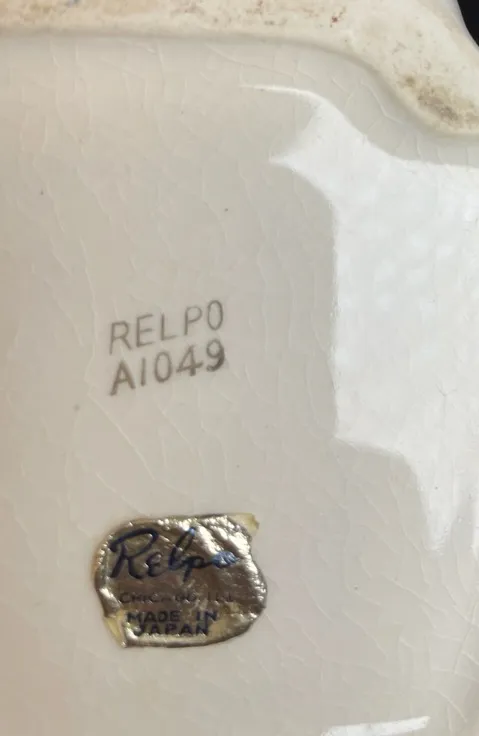 RELPO
A1049
Relpo
CHICAGO, ILL.
MADE IN
JAPAN